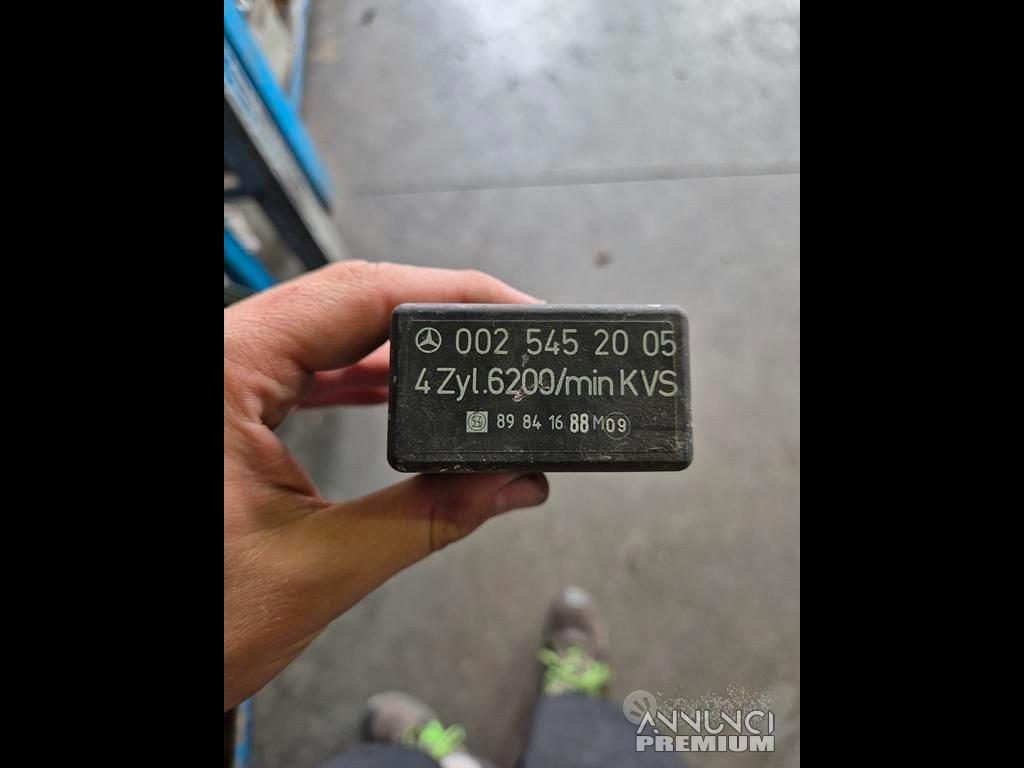 002 545 20 05
4 Zyl.6200/min KVS
89 84 16 88 M 09
ANNUNCI
PREMIUM